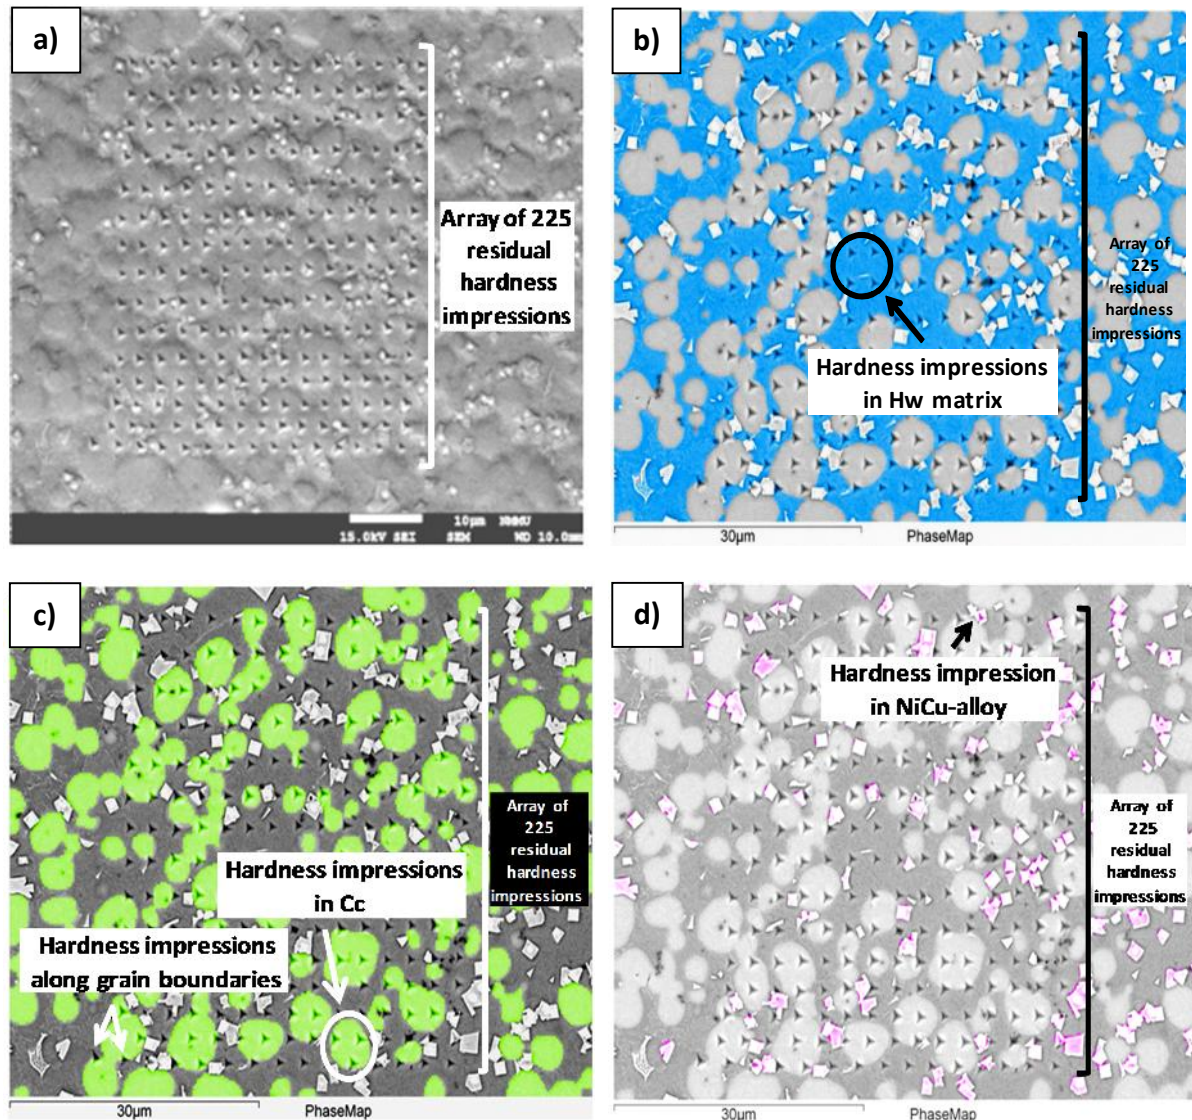 a)
Array of 225
residual
hardness
impressions
10µm
15.0kV SEI SEM WD 10.0mm
b)
Array of
225
residual
hardness
impressions
Hardness impressions
in Hw matrix
30µm PhaseMap
c)
Array of
225
residual
hardness
impressions
Hardness impressions
in Cc
Hardness impressions
along grain boundaries
30µm PhaseMap
d)
Hardness impression
in NiCu-alloy
Array of
225
residual
hardness
impressions
30µm PhaseMap